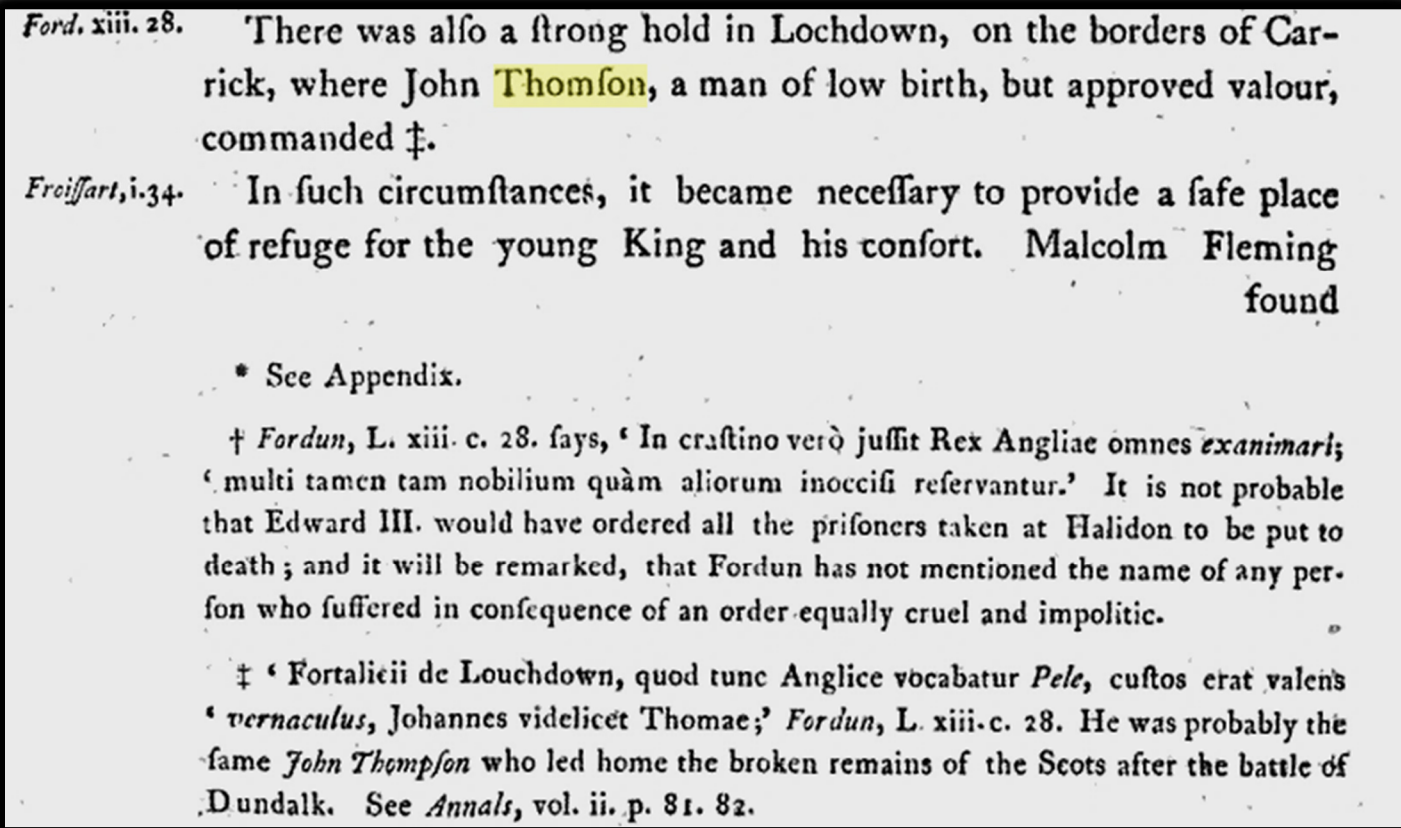 Ford. xiii. 28.
There was alſo a ſtrong hold in Lochdown, on the borders of Car-
rick, where John Thomſon, a man of low birth, but approved valour,
commanded ‡.
Froiſſart, i. 34.
In ſuch circumſtances, it became neceſſary to provide a ſafe place
of refuge for the young King and his conſort. Malcolm Fleming
found
* See Appendix.
† Fordun, L. xiii. c. 28. ſays, ‘ In craſtino verò juſſit Rex Angliae omnes exanimari;
‘ multi tamen tam nobilium quàm aliorum inocciſi reſervantur.’ It is not probable
that Edward III. would have ordered all the priſoners taken at Halidon to be put to
death ; and it will be remarked, that Fordun has not mentioned the name of any per-
ſon who ſuffered in conſequence of an order equally cruel and impolitic.
‡ ‘ Fortalicii de Louchdown, quod tunc Anglice vocabatur Pele, cuſtos erat valens
‘ vernaculus, Johannes videlicet Thomae;’ Fordun, L. xiii. c. 28. He was probably the
ſame John Thompſon who led home the broken remains of the Scots after the battle of
Dundalk. See Annals, vol. ii. p. 81. 82.